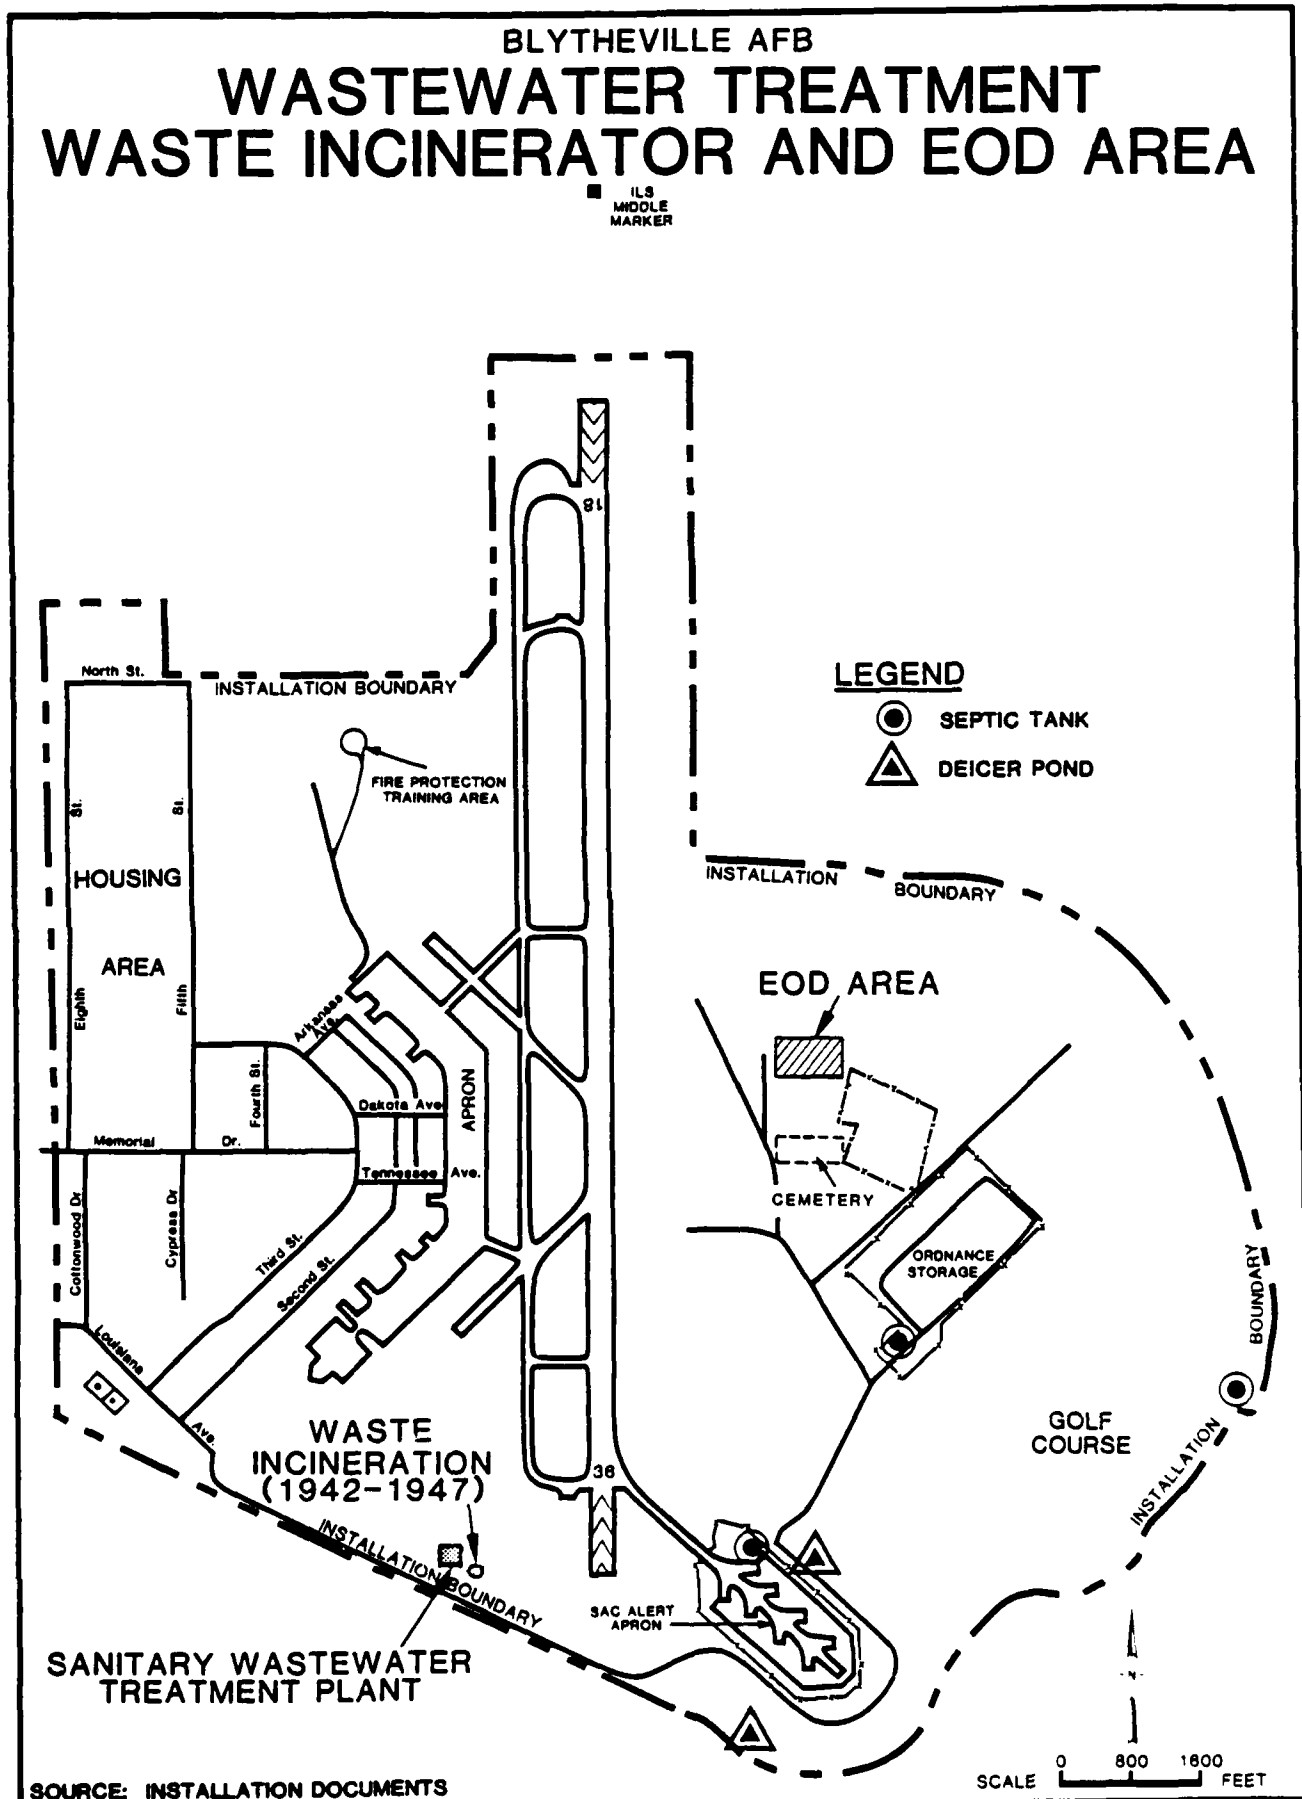 BLYTHEVILLE AFB
WASTEWATER TREATMENT
WASTE INCINERATOR AND EOD AREA
ILS
MIDDLE
MARKER
18
North St.
INSTALLATION BOUNDARY
LEGEND
SEPTIC TANK
DEICER POND
FIRE PROTECTION
TRAINING AREA
St.
St.
HOUSING
AREA
INSTALLATION
BOUNDARY
EOD AREA
Eighth
Fifth
Arkansas
Ave.
Fourth St.
Dakota Ave
APRON
Memorial
Dr.
Tennessee Ave.
CEMETERY
Cottonwood Dr
Cypress Dr
Third St.
Second St.
ORDNANCE
STORAGE
BOUNDARY
Louisiana
Ave.
GOLF
COURSE
INSTALLATION
WASTE
INCINERATION
(1942-1947)
36
INSTALLATION BOUNDARY
SAC ALERT
APRON
SANITARY WASTEWATER
TREATMENT PLANT
0 800 1600
SCALE FEET
SOURCE: INSTALLATION DOCUMENTS